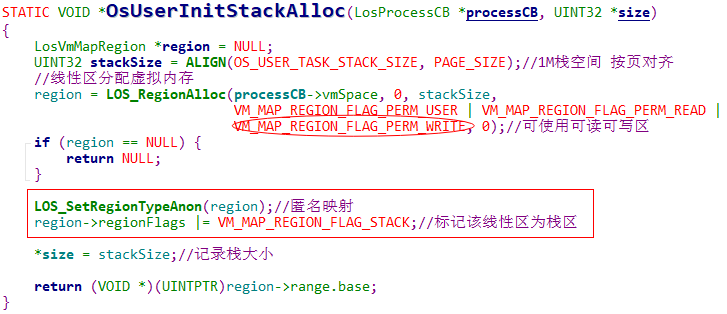 STATIC VOID *OsUserInitStackAlloc(LosProcessCB *processCB, UINT32 *size)
{
    LosVmMapRegion *region = NULL;
    UINT32 stackSize = ALIGN(OS_USER_TASK_STACK_SIZE, PAGE_SIZE);//1M栈空间 按页对齐
    //线性区分配虚拟内存
    region = LOS_RegionAlloc(processCB->vmSpace, 0, stackSize,
                             VM_MAP_REGION_FLAG_PERM_USER | VM_MAP_REGION_FLAG_PERM_READ |
                             VM_MAP_REGION_FLAG_PERM_WRITE, 0);//可使用可读可写区
    if (region == NULL) {
        return NULL;
    }
    LOS_SetRegionTypeAnon(region);//匿名映射
    region->regionFlags |= VM_MAP_REGION_FLAG_STACK;//标记该线性区为栈区
    *size = stackSize;//记录栈大小
    return (VOID *)(UINTPTR)region->range.base;
}